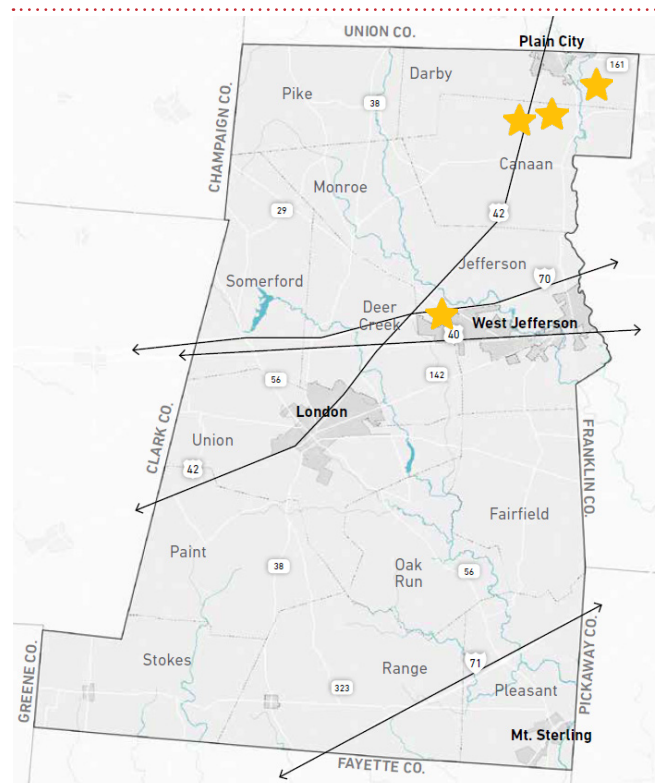 UNION CO.
Plain City
161
Darby
Pike
38
CHAMPAIGN CO.
Canaan
Monroe
29
42
Jefferson
70
Somerford
Deer
Creek
West Jefferson
40
56
142
London
CLARK CO.
Union
42
FRANKLIN CO.
Fairfield
Paint
38
Oak
Run
56
GREENE CO.
Stokes
Range
71
PICKAWAY CO.
323
Pleasant
Mt. Sterling
FAYETTE CO.